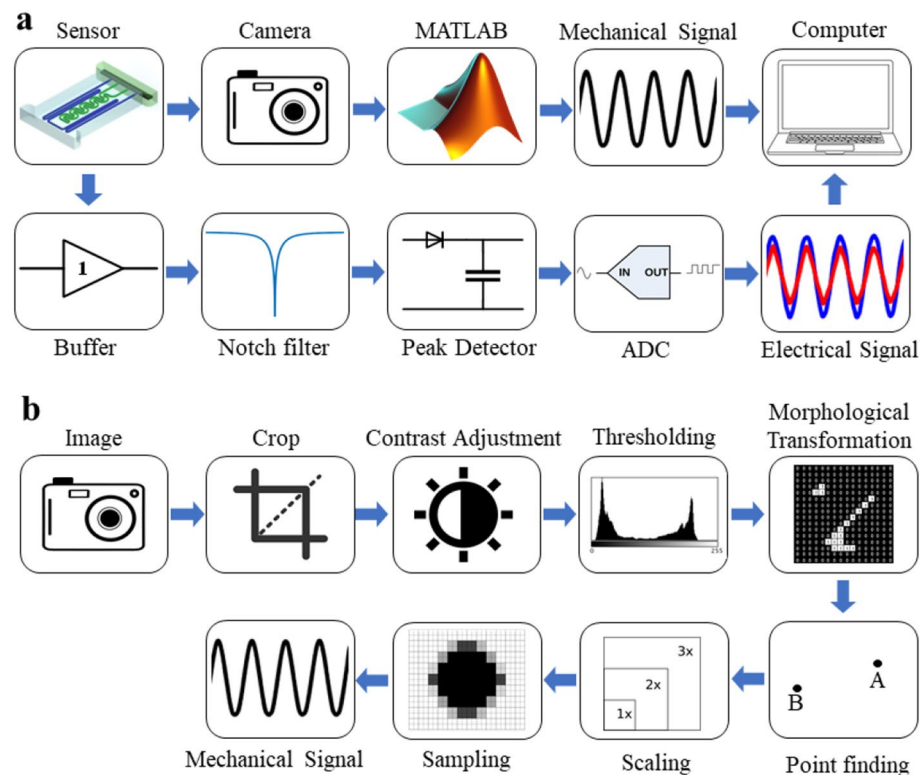 a
Sensor
Camera
MATLAB
Mechanical Signal
Computer
1
IN OUT
Buffer
Notch filter
Peak Detector
ADC
Electrical Signal
b
Image
Crop
Contrast Adjustment
Thresholding
Morphological
Transformation
0 255
3x
2x
1x
A
B
Mechanical Signal
Sampling
Scaling
Point finding